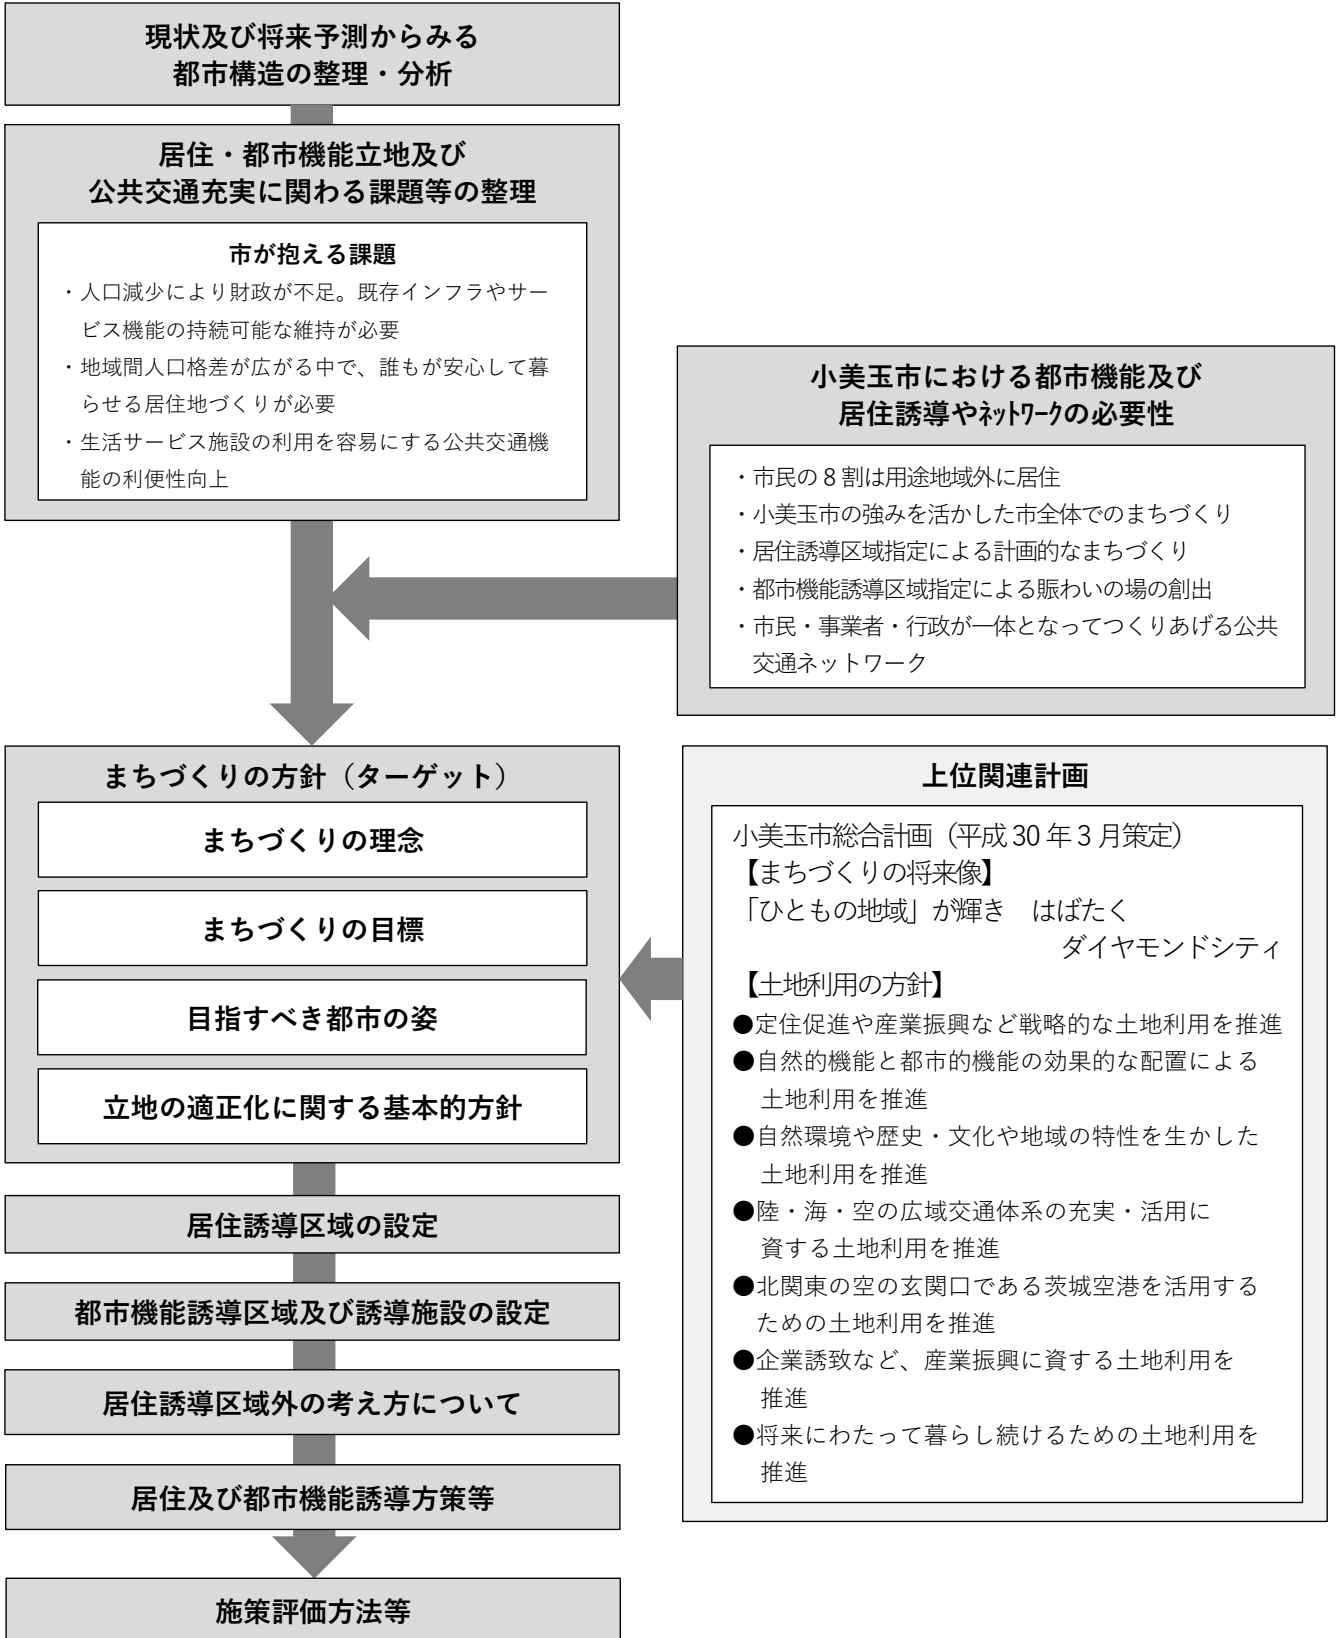 現状及び将来予測からみる
都市構造の整理・分析
居住・都市機能立地及び
公共交通充実に関わる課題等の整理
市が抱える課題
・人口減少により財政が不足。既存インフラやサー
ビス機能の持続可能な維持が必要
・地域間人口格差が広がる中で、誰もが安心して暮
らせる居住地づくりが必要
・生活サービス施設の利用を容易にする公共交通機
能の利便性向上
小美玉市における都市機能及び
居住誘導やﾈｯﾄﾜｰｸの必要性
・市民の 8 割は用途地域外に居住
・小美玉市の強みを活かした市全体でのまちづくり
・居住誘導区域指定による計画的なまちづくり
・都市機能誘導区域指定による賑わいの場の創出
・市民・事業者・行政が一体となってつくりあげる公共
交通ネットワーク
まちづくりの方針（ターゲット）
まちづくりの理念
まちづくりの目標
目指すべき都市の姿
立地の適正化に関する基本的方針
上位関連計画
小美玉市総合計画（平成 30 年 3 月策定）
【まちづくりの将来像】
「ひともの地域」が輝き　はばたく
ダイヤモンドシティ
【土地利用の方針】
●定住促進や産業振興など戦略的な土地利用を推進
●自然的機能と都市的機能の効果的な配置による
土地利用を推進
●自然環境や歴史・文化や地域の特性を生かした
土地利用を推進
●陸・海・空の広域交通体系の充実・活用に
資する土地利用を推進
●北関東の空の玄関口である茨城空港を活用する
ための土地利用を推進
●企業誘致など、産業振興に資する土地利用を
推進
●将来にわたって暮らし続けるための土地利用を
推進
居住誘導区域の設定
都市機能誘導区域及び誘導施設の設定
居住誘導区域外の考え方について
居住及び都市機能誘導方策等
施策評価方法等